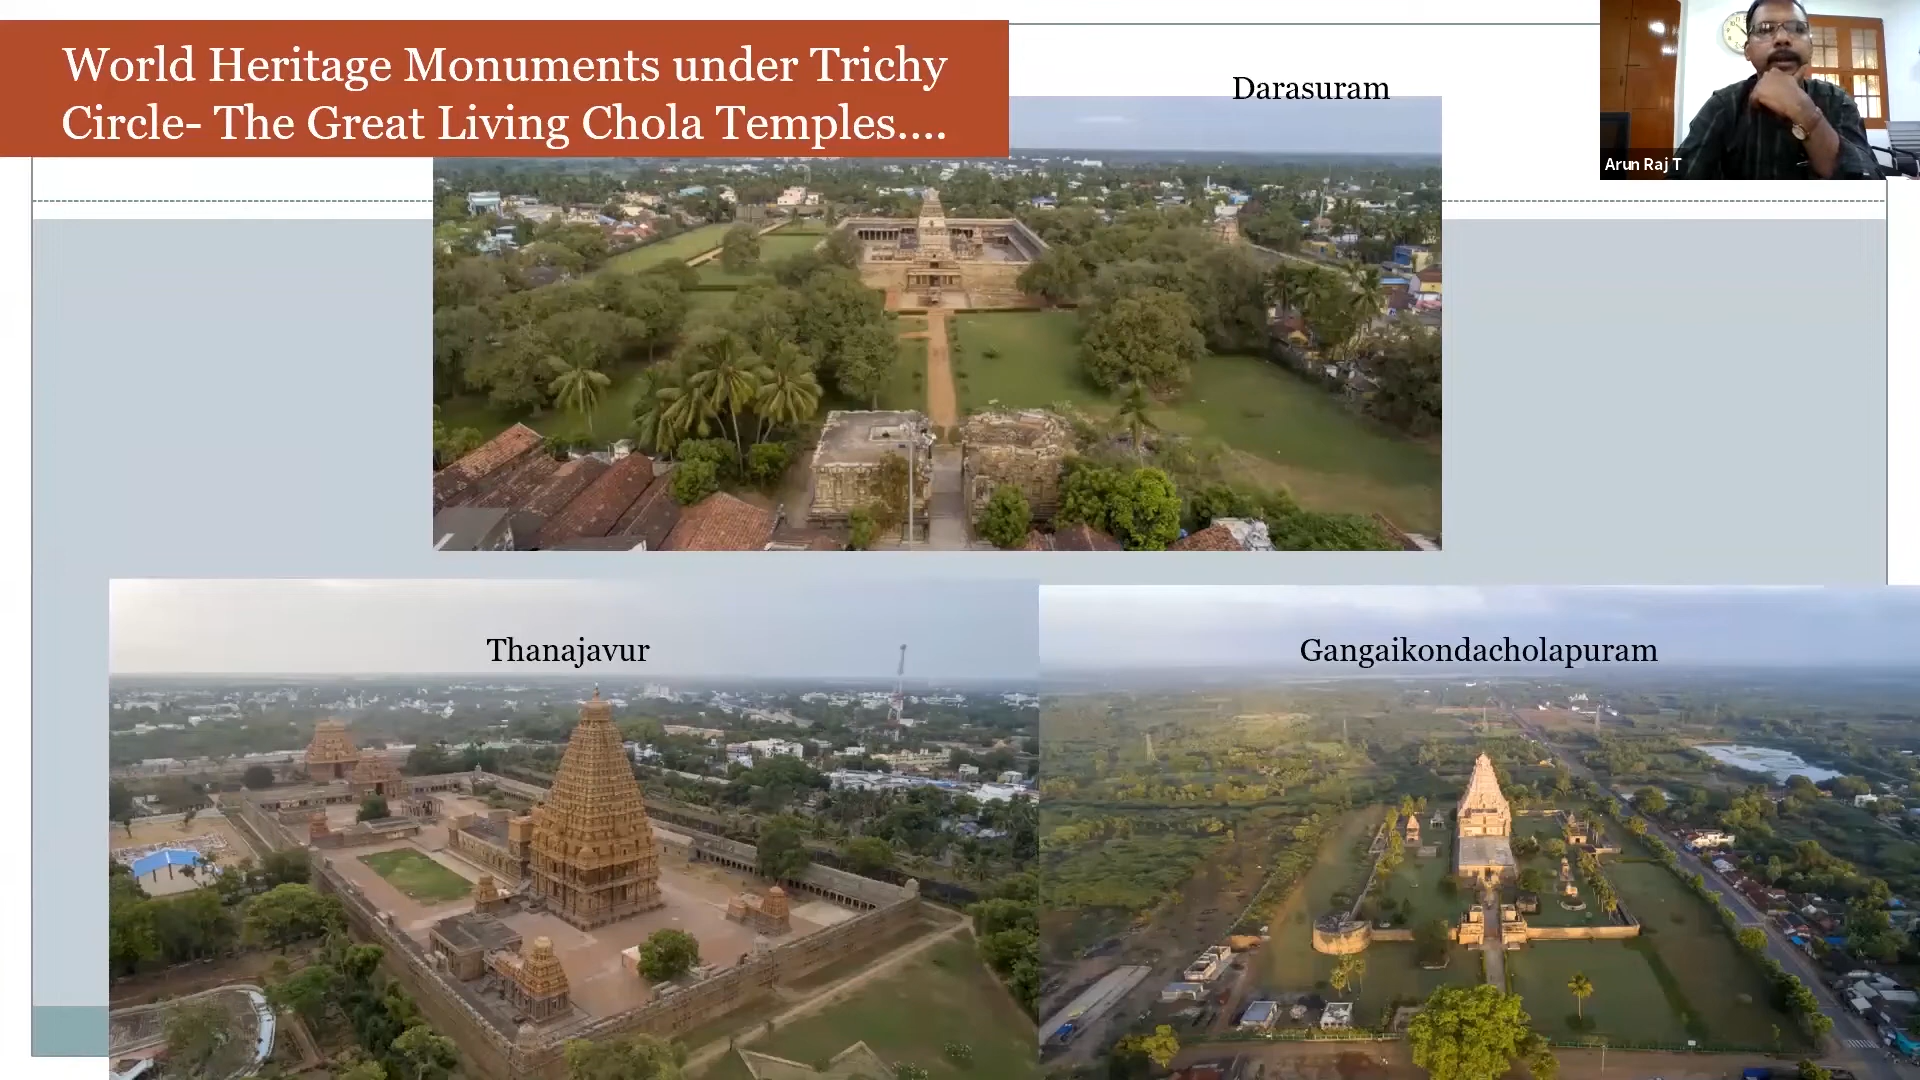 World Heritage Monuments under Trichy
Circle- The Great Living Chola Temples....
Darasuram
Arun Raj T
Thanajavur
Gangaikondacholapuram